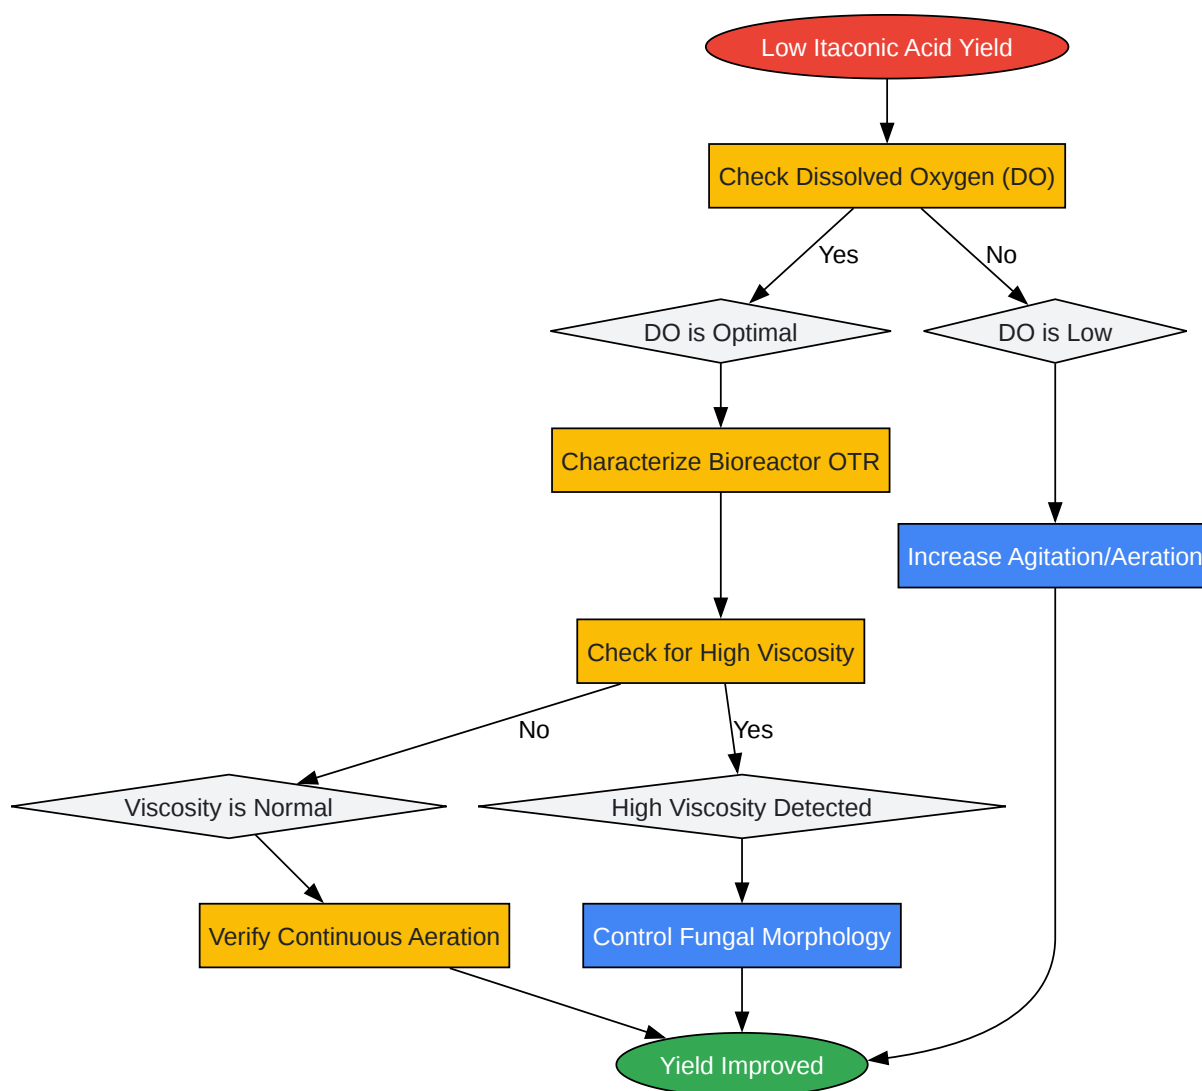 Low Itaconic Acid Yield
Check Dissolved Oxygen (DO)
Yes
No
DO is Optimal
DO is Low
Characterize Bioreactor OTR
Increase Agitation/Aeration
Check for High Viscosity
No
Yes
Viscosity is Normal
High Viscosity Detected
Verify Continuous Aeration
Control Fungal Morphology
Yield Improved